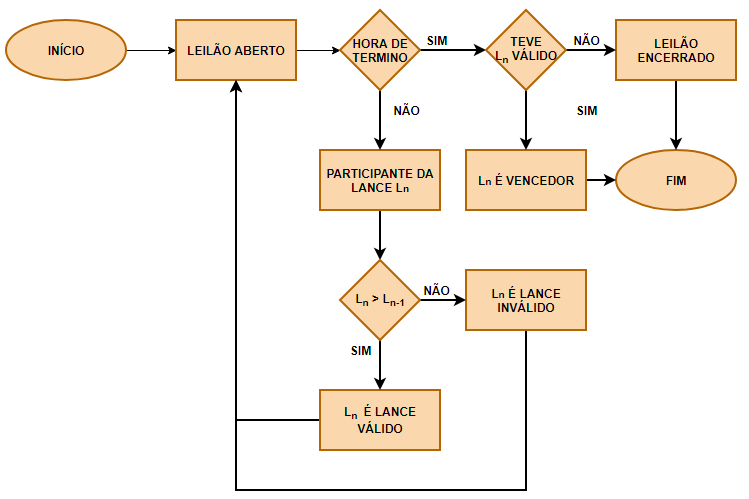 INÍCIO
LEILÃO ABERTO
HORA DE
TERMINO
SIM
TEVE
Ln VÁLIDO
NÃO
LEILÃO
ENCERRADO
NÃO
SIM
PARTICIPANTE DA
LANCE Ln
Ln É VENCEDOR
FIM
Ln > Ln-1
NÃO
Ln É LANCE
INVÁLIDO
SIM
Ln É LANCE
VÁLIDO